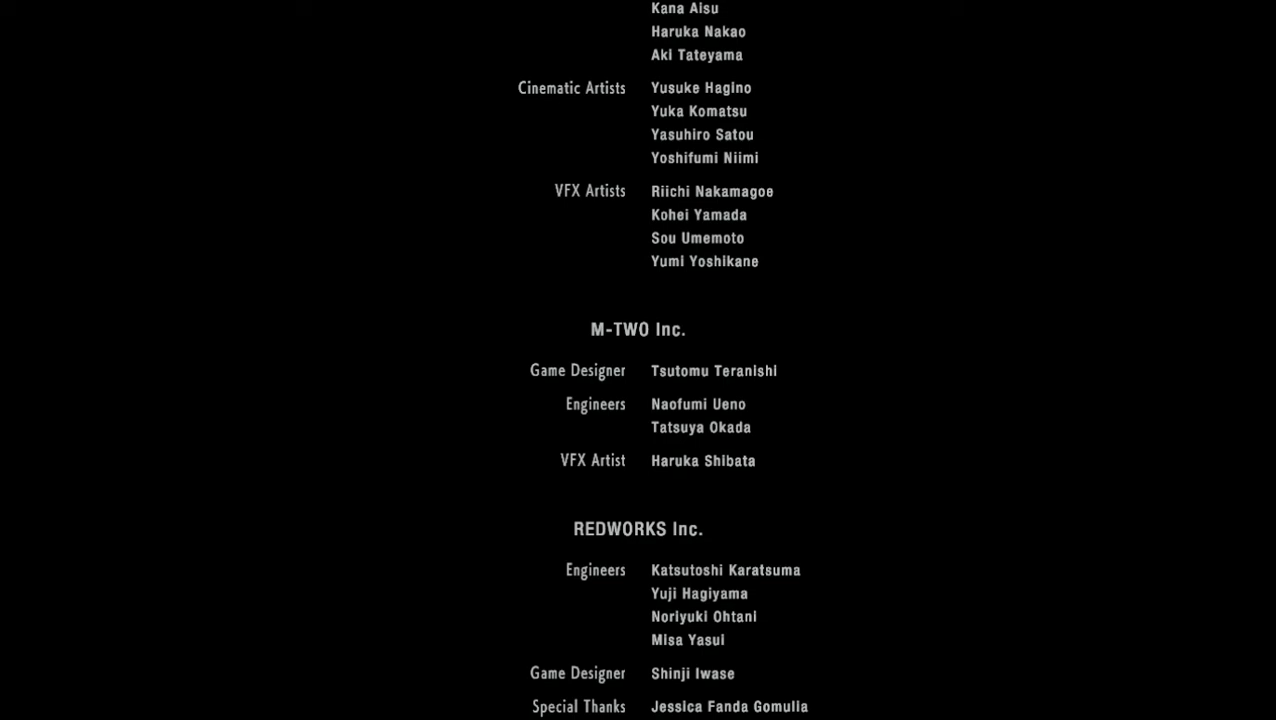 Kana Aisu
Haruka Nakao
Aki Tateyama
Cinematic Artists Yusuke Hagino
Yuka Komatsu
Yasuhiro Satou
Yoshifumi Niimi
VFX Artists Riichi Nakamagoe
Kohei Yamada
Sou Umemoto
Yumi Yoshikane
M-TWO Inc.
Game Designer Tsutomu Teranishi
Engineers Naofumi Ueno
Tatsuya Okada
VFX Artist Haruka Shibata
REDWORKS Inc.
Engineers Katsutoshi Karatsuma
Yuji Hagiyama
Noriyuki Ohtani
Misa Yasui
Game Designer Shinji Iwase
Special Thanks Jessica Fanda Gomulia